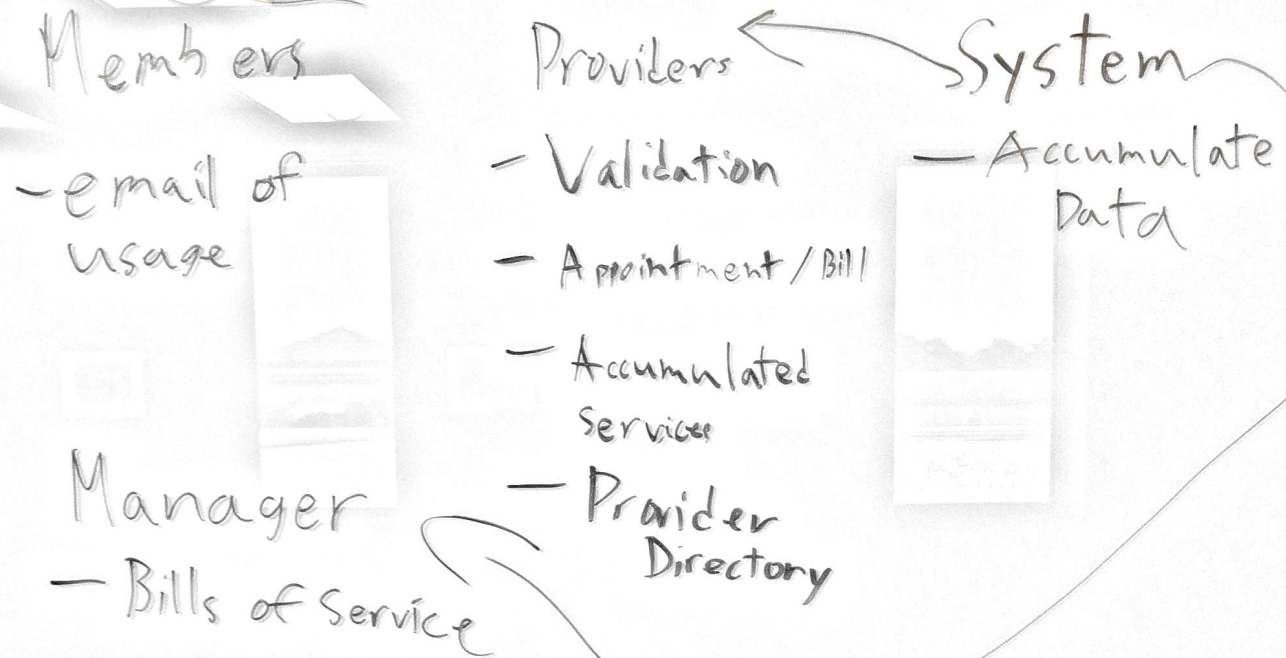 Members
- email of
usage
Manager
- Bills of Service
Providers
- Validation
- Appointment / Bill
- Accumulated
Services
- Provider
Directory
System
- Accumulate
Data